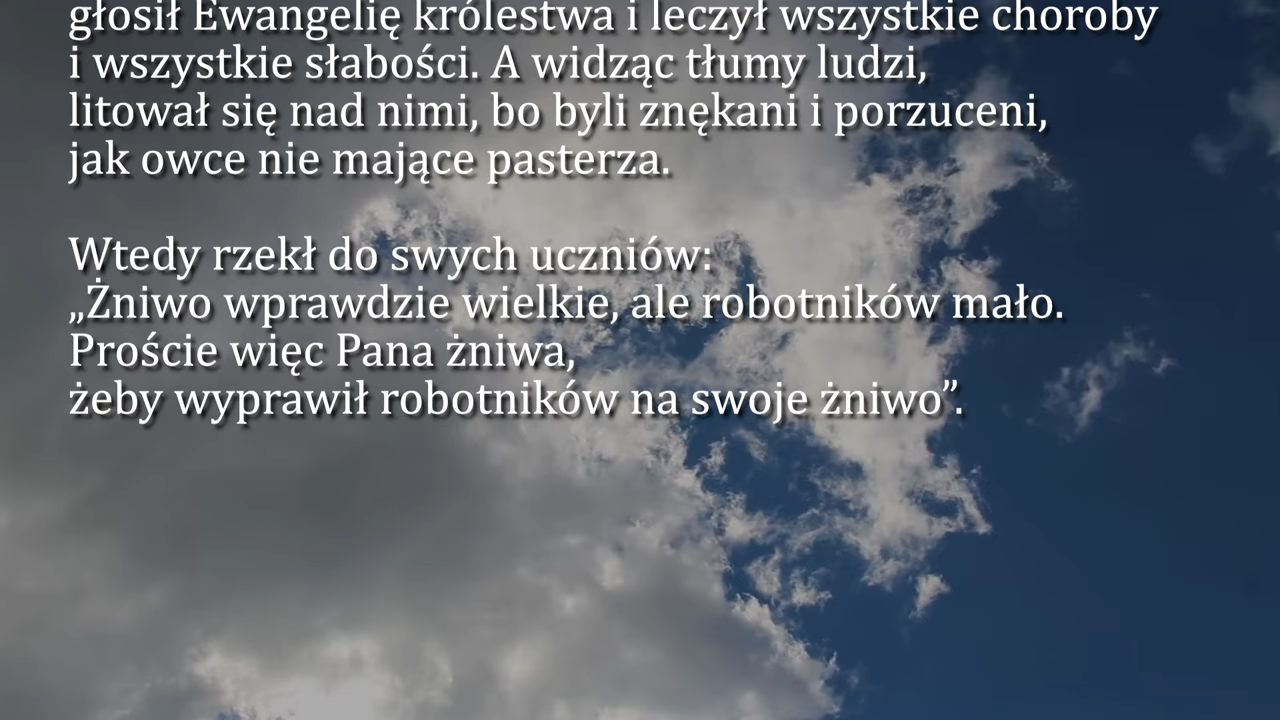 głosił Ewangelię królestwa i leczył wszystkie choroby
i wszystkie słabości. A widząc tłumy ludzi,
litował się nad nimi, bo byli znękani i porzuceni,
jak owce nie mające pasterza.
Wtedy rzekł do swych uczniów:
„Żniwo wprawdzie wielkie, ale robotników mało.
Proście więc Pana żniwa,
żeby wyprawił robotników na swoje żniwo”.